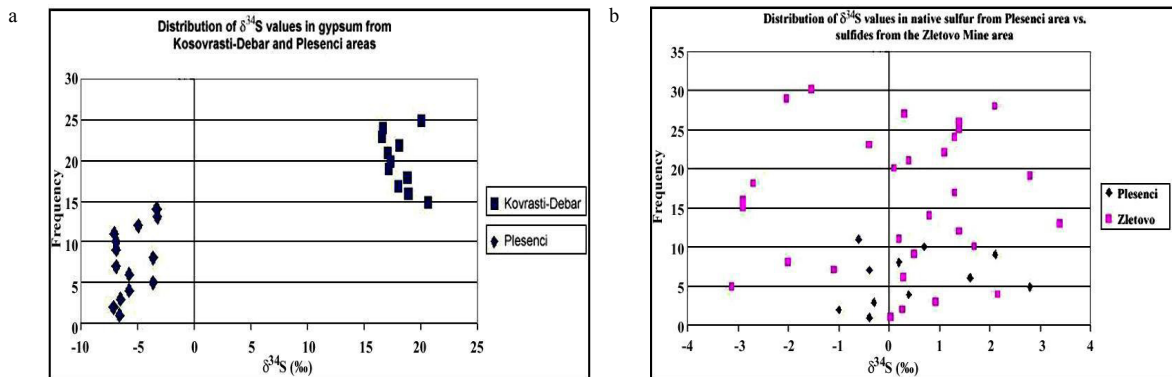 a
Distribution of δ³⁴S values in gypsum from
Kosovrasti-Debar and Plesenci areas
Frequency
30
25
20
15
10
5
0
-10
-5
0
5
10
15
20
25
δ³⁴S (‰)
Kovrasti-Debar
Plesenci
b
Distribution of δ³⁴S values in native sulfur from Plesenci area vs.
sulfides from the Zletovo Mine area
Frequency
35
30
25
20
15
10
5
0
-4
-3
-2
-1
0
1
2
3
4
δ³⁴S (‰)
Plesenci
Zletovo